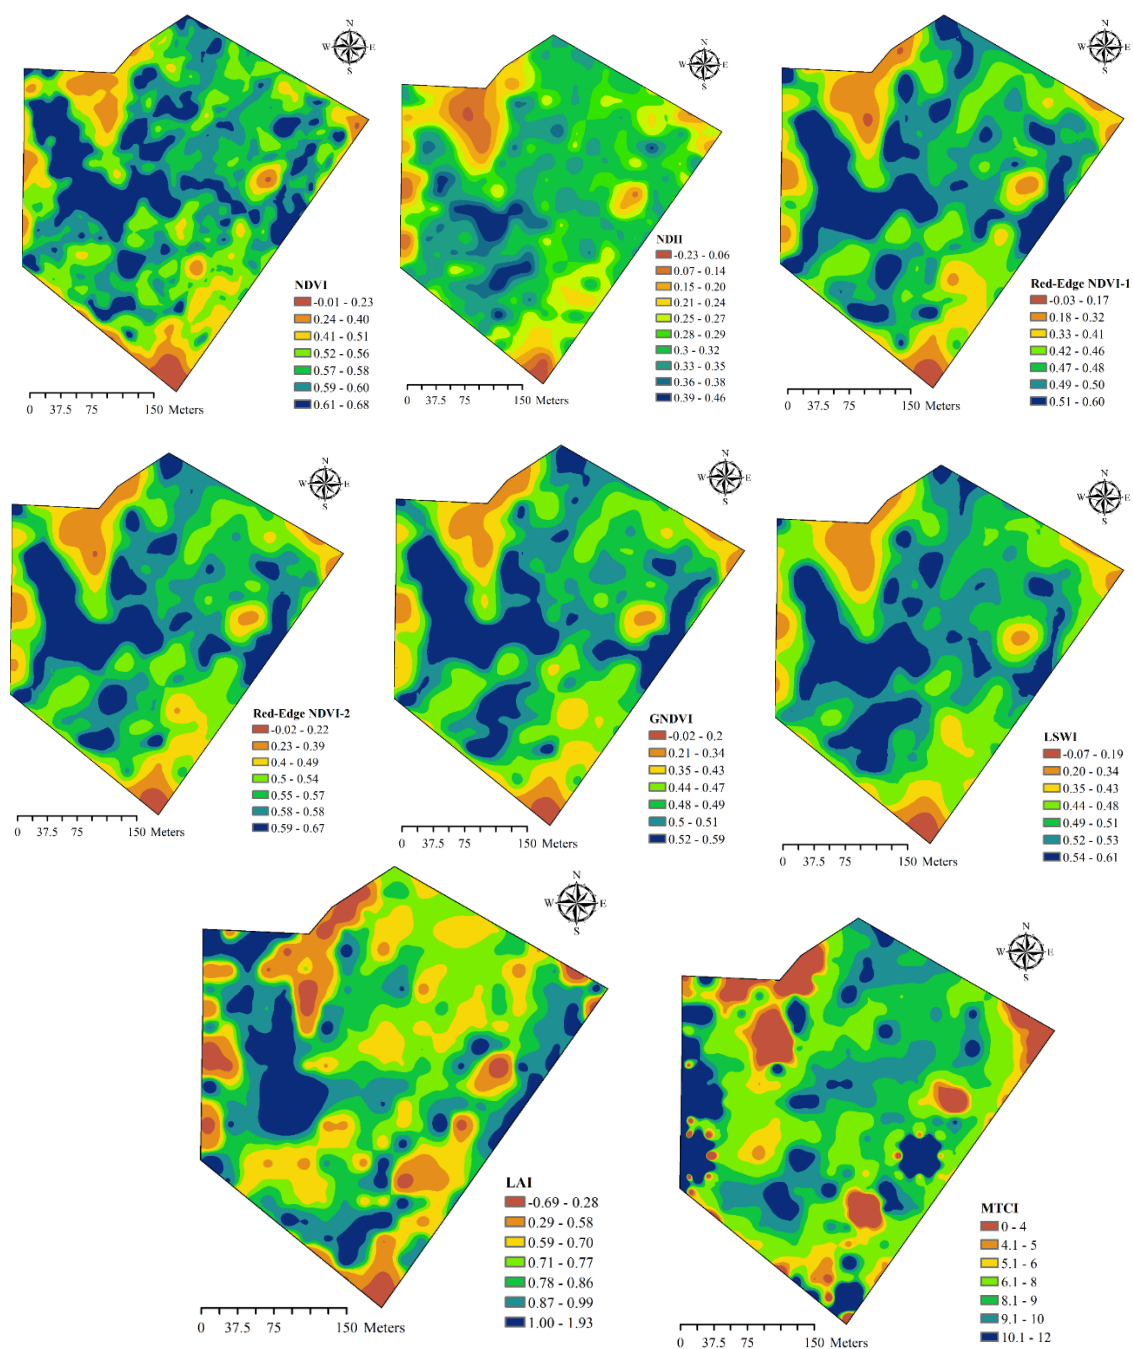 N
W E
S
NDVI
-0.01 - 0.23
0.24 - 0.40
0.41 - 0.51
0.52 - 0.56
0.57 - 0.58
0.59 - 0.60
0.61 - 0.68
0 37.5 75 150 Meters
N
W E
S
NDII
-0.23 - 0.06
0.07 - 0.14
0.15 - 0.20
0.21 - 0.24
0.25 - 0.27
0.28 - 0.29
0.3 - 0.32
0.33 - 0.35
0.36 - 0.38
0.39 - 0.46
0 37.5 75 150 Meters
N
W E
S
Red-Edge NDVI-1
-0.03 - 0.17
0.18 - 0.32
0.33 - 0.41
0.42 - 0.46
0.47 - 0.48
0.49 - 0.50
0.51 - 0.60
0 37.5 75 150 Meters
N
W E
S
Red-Edge NDVI-2
-0.02 - 0.22
0.23 - 0.39
0.4 - 0.49
0.5 - 0.54
0.55 - 0.57
0.58 - 0.58
0.59 - 0.67
0 37.5 75 150 Meters
N
W E
S
GNDVI
-0.02 - 0.2
0.21 - 0.34
0.35 - 0.43
0.44 - 0.47
0.48 - 0.49
0.5 - 0.51
0.52 - 0.59
0 37.5 75 150 Meters
N
W E
S
LSWI
-0.07 - 0.19
0.20 - 0.34
0.35 - 0.43
0.44 - 0.48
0.49 - 0.51
0.52 - 0.53
0.54 - 0.61
0 37.5 75 150 Meters
N
W E
S
LAI
-0.69 - 0.28
0.29 - 0.58
0.59 - 0.70
0.71 - 0.77
0.78 - 0.86
0.87 - 0.99
1.00 - 1.93
0 37.5 75 150 Meters
N
W E
S
MTCI
0 - 4
4.1 - 5
5.1 - 6
6.1 - 8
8.1 - 9
9.1 - 10
10.1 - 12
0 37.5 75 150 Meters